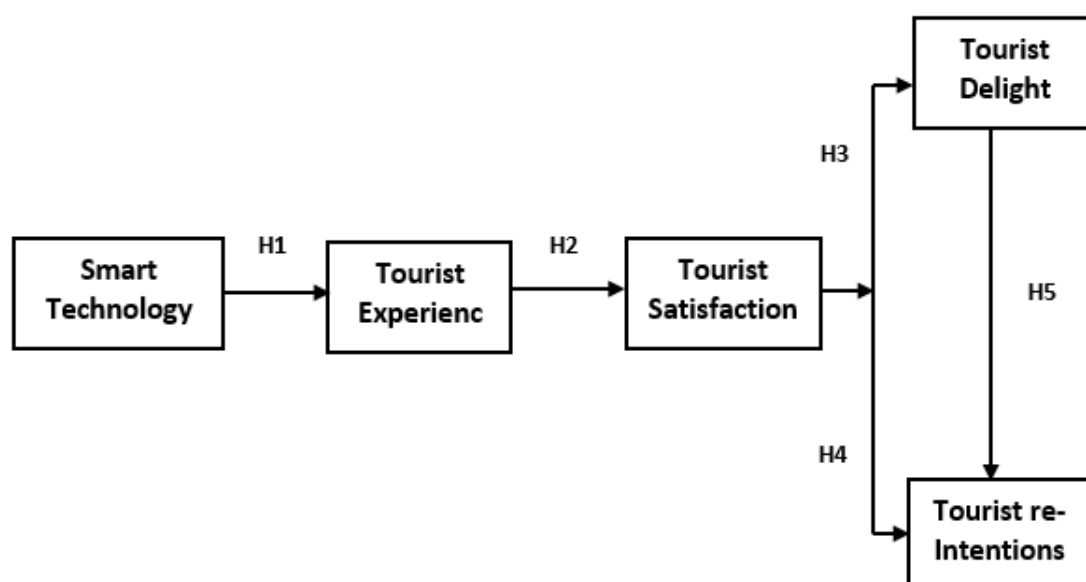 Tourist
Delight
H3
H1
H2
Smart
Technology
Tourist
Experienc
Tourist
Satisfaction
H5
H4
Tourist re-
Intentions